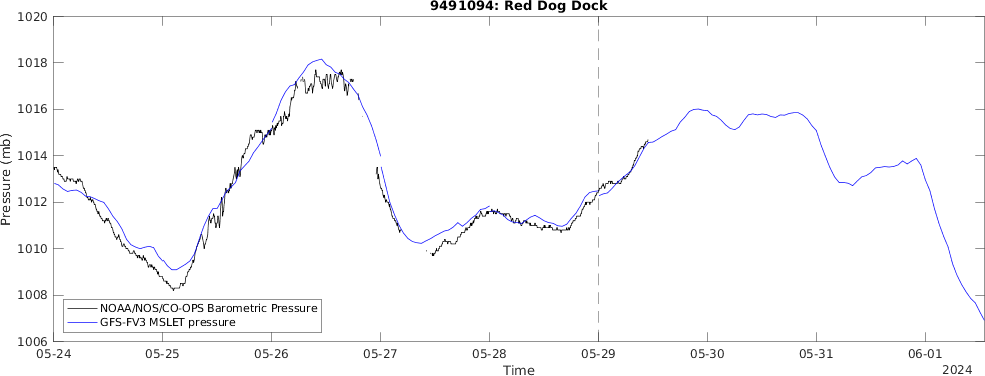 9491094: Red Dog Dock
Pressure (mb)
1020
1018
1016
1014
1012
1010
1008
1006
NOAA/NOS/CO-OPS Barometric Pressure
GFS-FV3 MSLET pressure
05-24 05-25 05-26 05-27 05-28 05-29 05-30 05-31 06-01
Time
2024